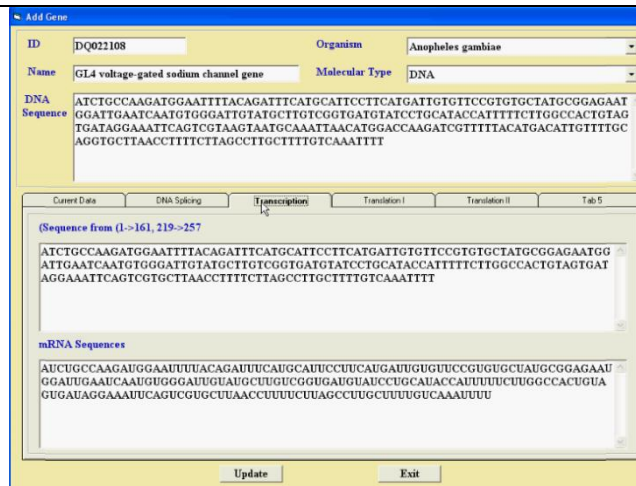 Add Gene
ID DQ022108 Organism Anopheles gambiae
Name GL4 voltage-gated sodium channel gene Molecular Type DNA
DNA Sequence
ATCTGCCAAGATGGAATTTTACAGATTTCATGCATTCCTTCATGATTGTGTTCCGTGTGCTATGCGGAGAAT
GGATTGAATCAATGTGGGATTGTATGCTTGTCGGTGATGTATCCTGCATACCATTTTTCTTGGCCACTGTAG
TGATAGGAAATTCAGTCGTAAGTAATGCAAATTAACATGGACCAAGATCGTTTTTACATGACATTGTTTTGC
AGGTGCTTAACCTTTTCTTAGCCTTGCTTTTGTCAAATTTT
Current Data DNA Splicing Transcription Translation I Translation II Tab 5
(Sequence from (1->161, 219->257
ATCTGCCAAGATGGAATTTTACAGATTTCATGCATTCCTTCATGATTGTGTTCCGTGTGCTATGCGGAGAATGG
ATTGAATCAATGTGGGATTGTATGCTTGTCGGTGATGTATCCTGCATACCATTTTTCTTGGCCACTGTAGTGAT
AGGAAATTCAGTCGTGCTTAACCTTTTCTTAGCCTTGCTTTTGTCAAATTTT
mRNA Sequences
AUCUGCCAAGAUGGAAUUUUACAGAUUUCAUGCAUUCCUUCAUGAUUGUGUUCCGUGUGCUAUGCGGAGAAU
GGAUUGAAUCAAUGUGGGAUUGUAUGCUUGUCGGUGAUGUAUCCUGCAUACCAUUUUUCUUGGCCACUGUA
GUGAUAGGAAAUUCAGUCGUGCUUAACCUUUUCUUAGCCUUGCUUUUGUCAAAUUUU
Update Exit